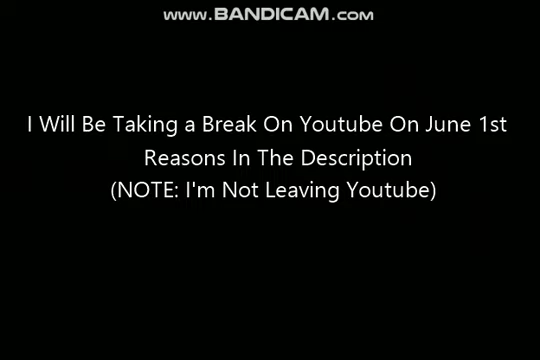 www.BANDICAM.com
I Will Be Taking a Break On Youtube On June 1st
Reasons In The Description
(NOTE: I'm Not Leaving Youtube)